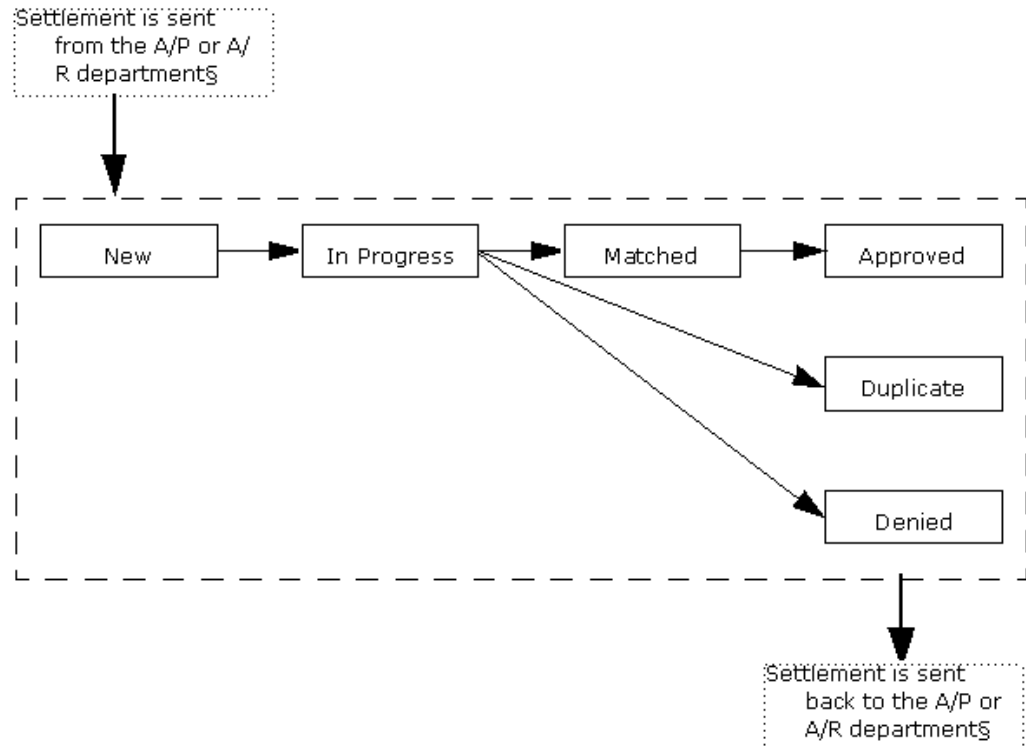 Settlement is sent
from the A/P or A/
R department§
New
In Progress
Matched
Approved
Duplicate
Denied
Settlement is sent
back to the A/P or
A/R department§